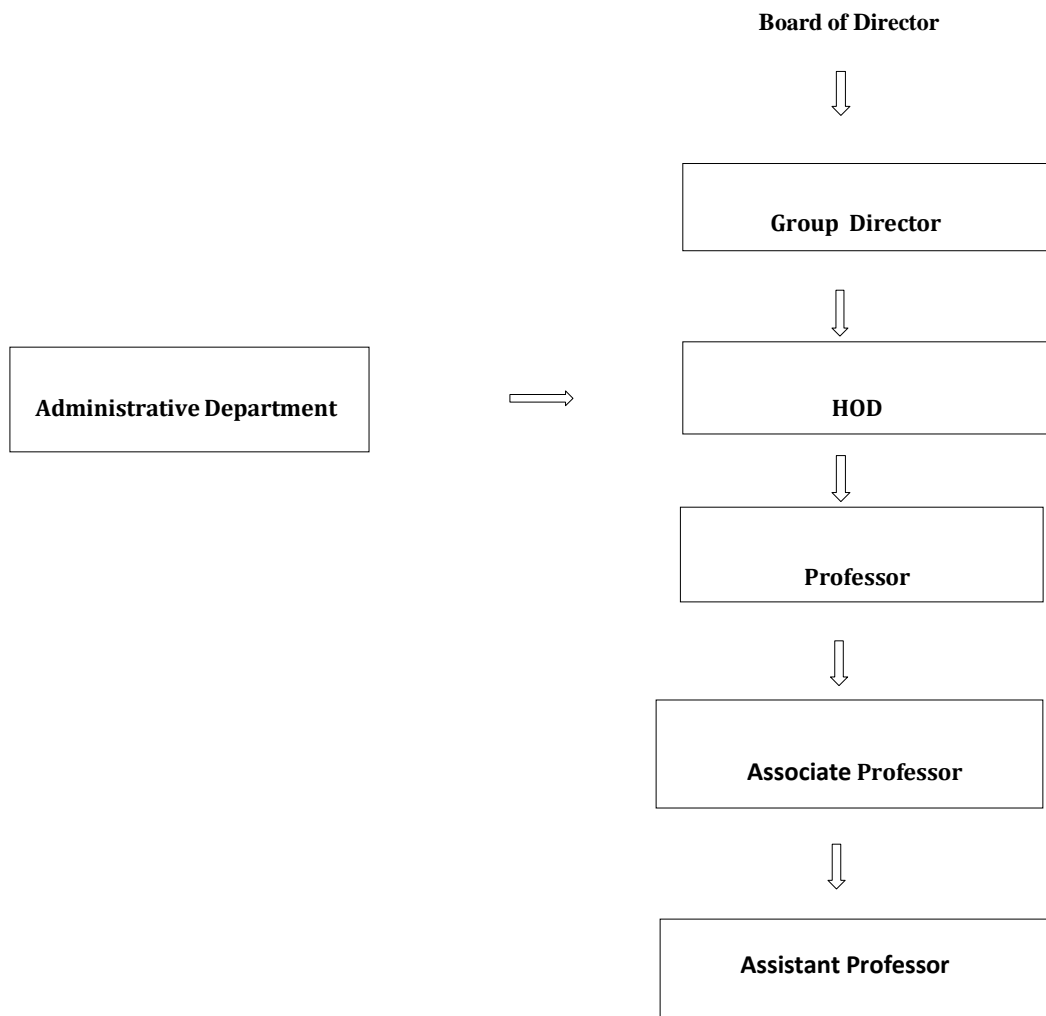 Board of Director
Group Director
Administrative Department
HOD
Professor
Associate Professor
Assistant Professor